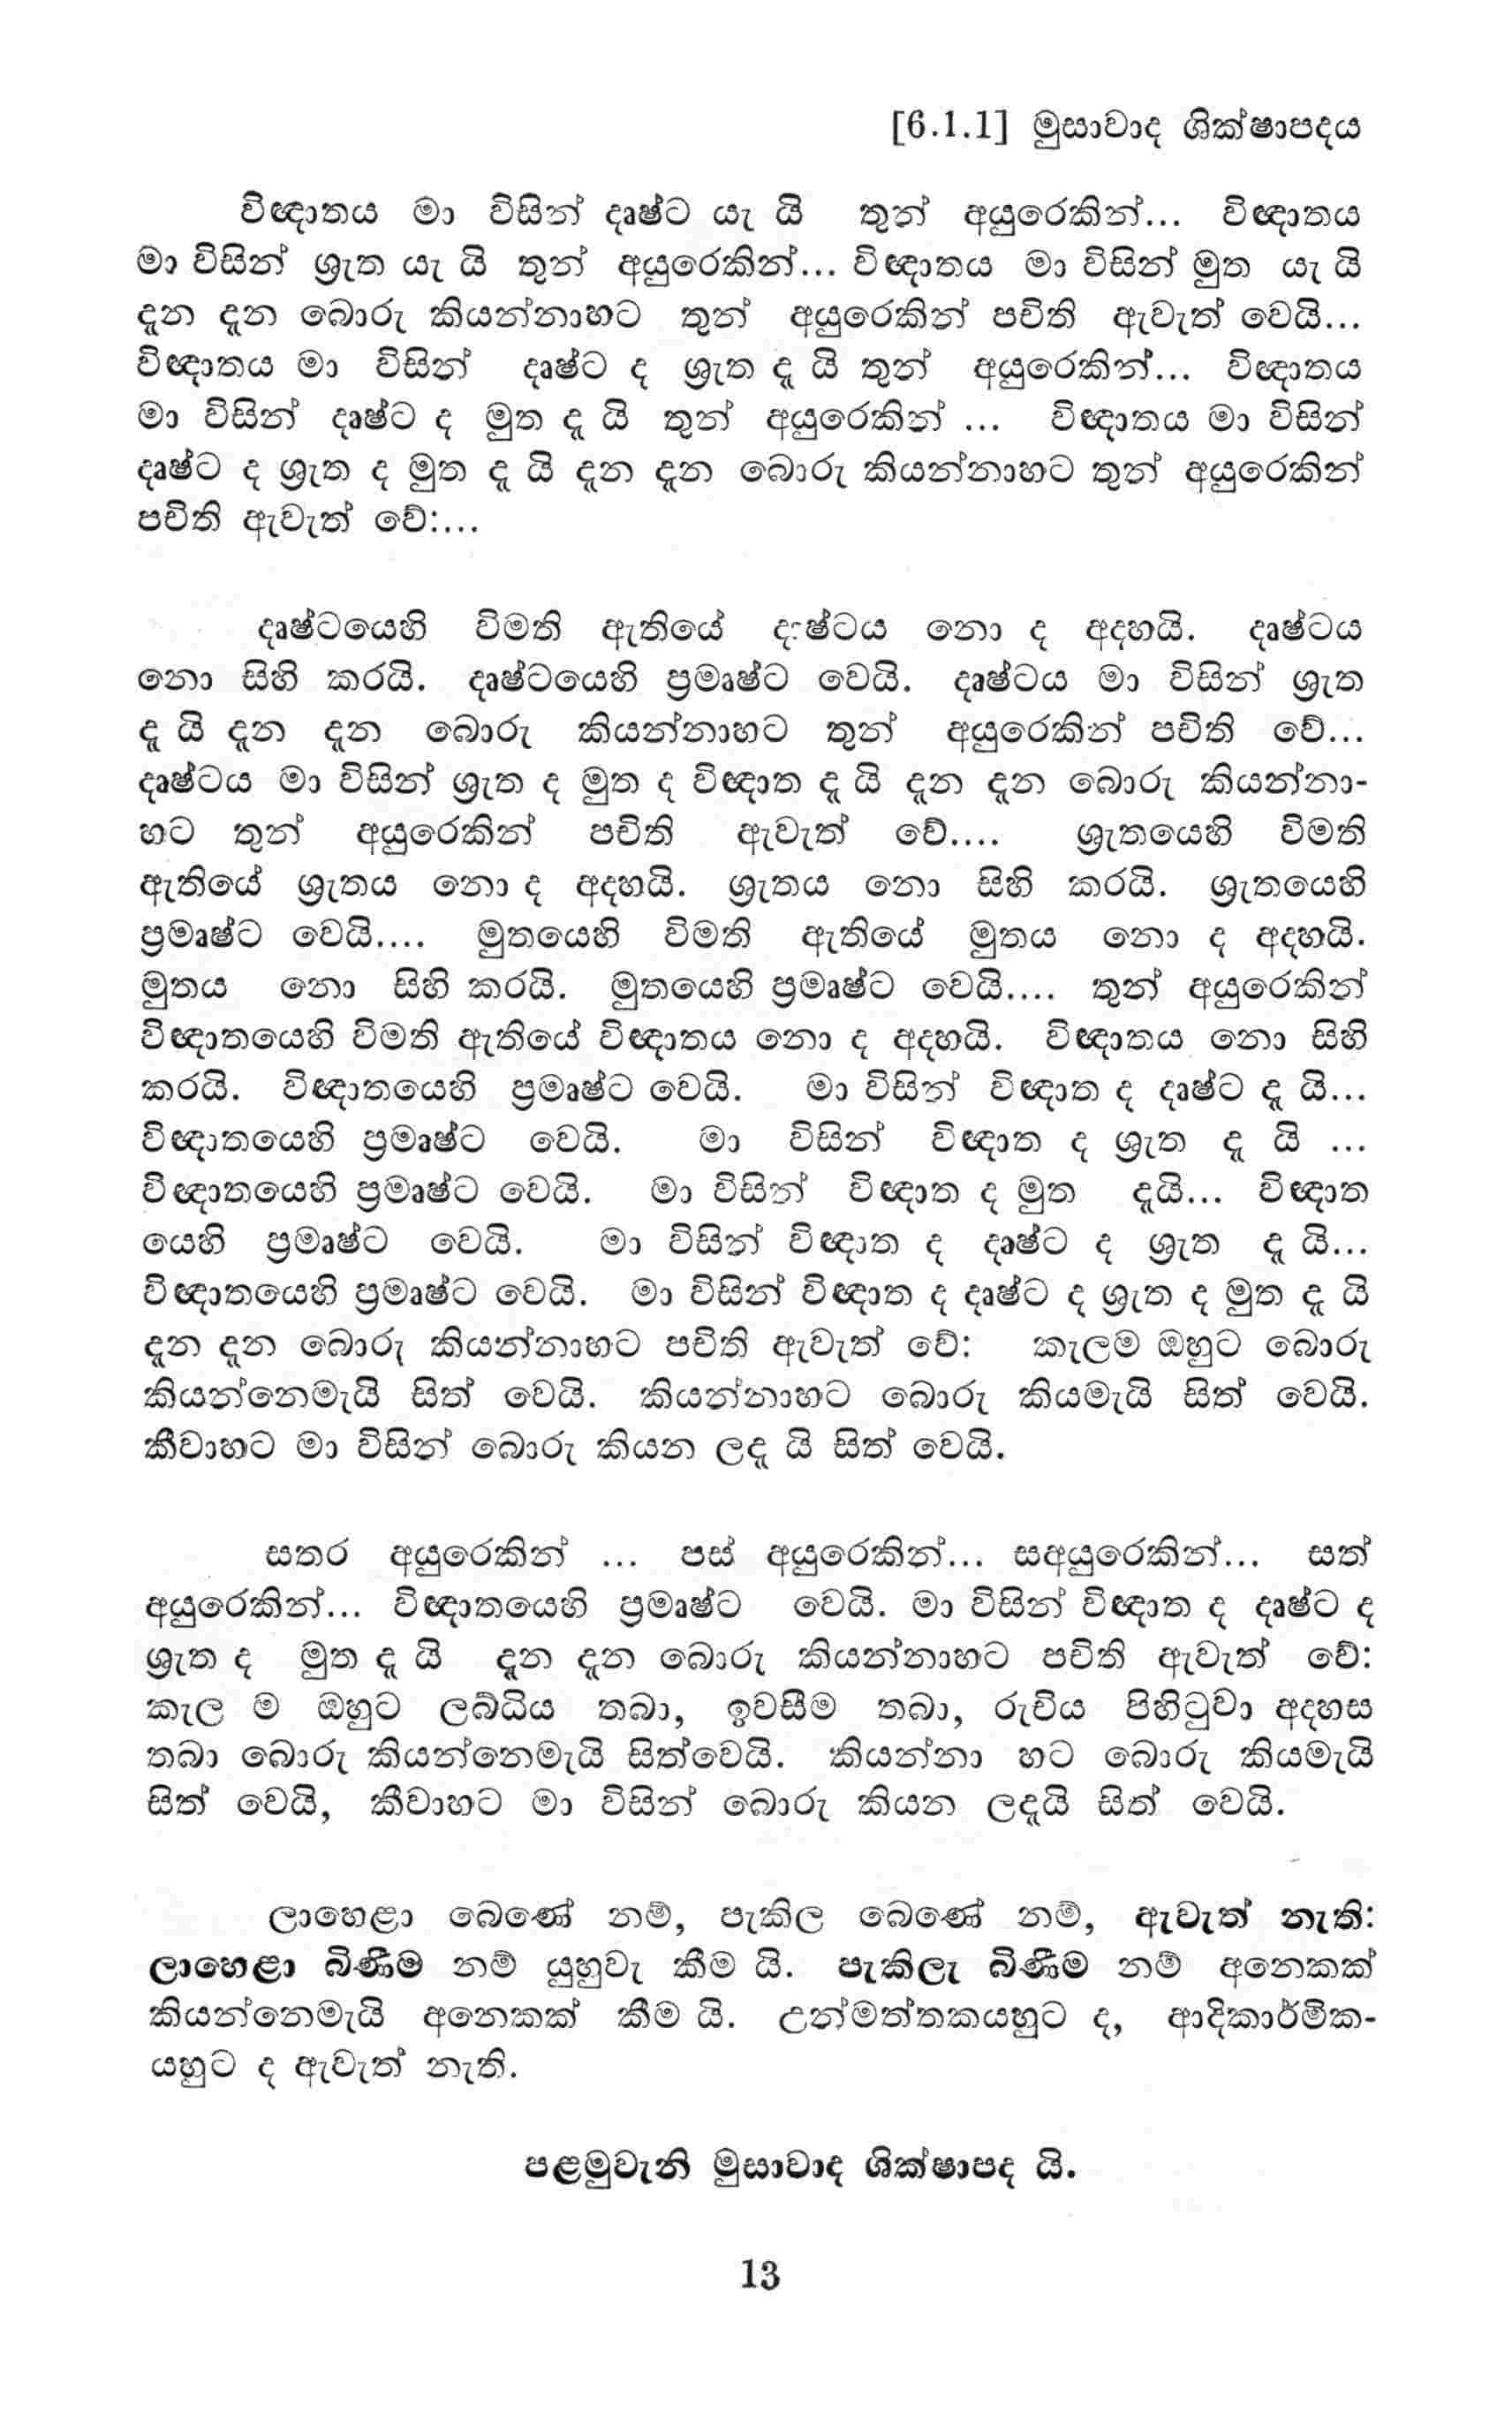 [6.1.1] මුසාවාද ශික්ෂාපදය
විඥාතය මා විසින් දෘෂ්ට යැ යි තුන් අයුරෙකින්... විඥාතය
මා විසින් ශ්‍රැත යැ යි තුන් අයුරෙකින්... විඥාතය මා විසින් මුත යැ යි
දැන දැන බොරු කියන්නාහට තුන් අයුරෙකින් පචිති ඇවැත් වෙයි...
විඥාතය මා විසින් දෘෂ්ට ද ශ්‍රැත දැ යි තුන් අයුරෙකින්... විඥාතය
මා විසින් දෘෂ්ට ද මුත දැ යි තුන් අයුරෙකින් ... විඥාතය මා විසින්
දෘෂ්ට ද ශ්‍රැත ද මුත දැ යි දැන දැන බොරු කියන්නාහට තුන් අයුරෙකින්
පචිති ඇවැත් වේ:...
දෘෂ්ටයෙහි විමති ඇතියේ දෘෂ්ටය නො ද අදහයි. දෘෂ්ටය
නො සිහි කරයි. දෘෂ්ටයෙහි ප්‍රමෘෂ්ට වෙයි. දෘෂ්ටය මා විසින් ශ්‍රැත
දැ යි දැන දැන බොරු කියන්නාහට තුන් අයුරෙකින් පචිති වේ...
දෘෂ්ටය මා විසින් ශ්‍රැත ද මුත ද විඥාත දැ යි දැන දැන බොරු කියන්නා-
හට තුන් අයුරෙකින් පචිති ඇවැත් වේ.... ශ්‍රැතයෙහි විමති
ඇතියේ ශ්‍රැතය නො ද අදහයි. ශ්‍රැතය නො සිහි කරයි. ශ්‍රැතයෙහි
ප්‍රමෘෂ්ට වෙයි.... මුතයෙහි විමති ඇතියේ මුතය නො ද අදහයි.
මුතය නො සිහි කරයි. මුතයෙහි ප්‍රමෘෂ්ට වෙයි.... තුන් අයුරෙකින්
විඥාතයෙහි විමති ඇතියේ විඥාතය නො ද අදහයි. විඥාතය නො සිහි
කරයි. විඥාතයෙහි ප්‍රමෘෂ්ට වෙයි. මා විසින් විඥාත ද දෘෂ්ට දැ යි...
විඥාතයෙහි ප්‍රමෘෂ්ට වෙයි. මා විසින් විඥාත ද ශ්‍රැත දැ යි ...
විඥාතයෙහි ප්‍රමෘෂ්ට වෙයි. මා විසින් විඥාත ද මුත දැයි... විඥාත
යෙහි ප්‍රමෘෂ්ට වෙයි. මා විසින් විඥාත ද දෘෂ්ට ද ශ්‍රැත දැ යි...
විඥාතයෙහි ප්‍රමෘෂ්ට වෙයි. මා විසින් විඥාත ද දෘෂ්ට ද ශ්‍රැත ද මුත දැ යි
දැන දැන බොරු කියන්නාහට පචිති ඇවැත් වේ: කැලම ඔහුට බොරු
කියන්නෙමැයි සිත් වෙයි. කියන්නාහට බොරු කියමැයි සිත් වෙයි.
කීවාහට මා විසින් බොරු කියන ලදැ යි සිත් වෙයි.
සතර අයුරෙකින් ... පස් අයුරෙකින්... සඅයුරෙකින්... සත්
අයුරෙකින්... විඥාතයෙහි ප්‍රමෘෂ්ට වෙයි. මා විසින් විඥාත ද දෘෂ්ට ද
ශ්‍රැත ද මුත දැ යි දැන දැන බොරු කියන්නාහට පචිති ඇවැත් වේ:
කැල ම ඔහුට ලබ්ධිය තබා, ඉවසීම තබා, රුචිය පිහිටුවා අදහස
තබා බොරු කියන්නෙමැයි සිත්වෙයි. කියන්නා හට බොරු කියමැයි
සිත් වෙයි, කීවාහට මා විසින් බොරු කියන ලදැයි සිත් වෙයි.
ලාහෙළා බෙණේ නම්, පැකිල බෙණේ නම්, ඇවැත් නැති:
ලාහෙළා බිණීම නම් යුහුවැ කීම යි. පැකිලැ බිණීම නම් අනෙකක්
කියන්නෙමැයි අනෙකක් කීම යි. උන්මත්තකයහුට ද, ආදිකාර්මික-
යහුට ද ඇවැත් නැති.
පළමුවැනි මුසාවාද ශික්ෂාපද යි.
13